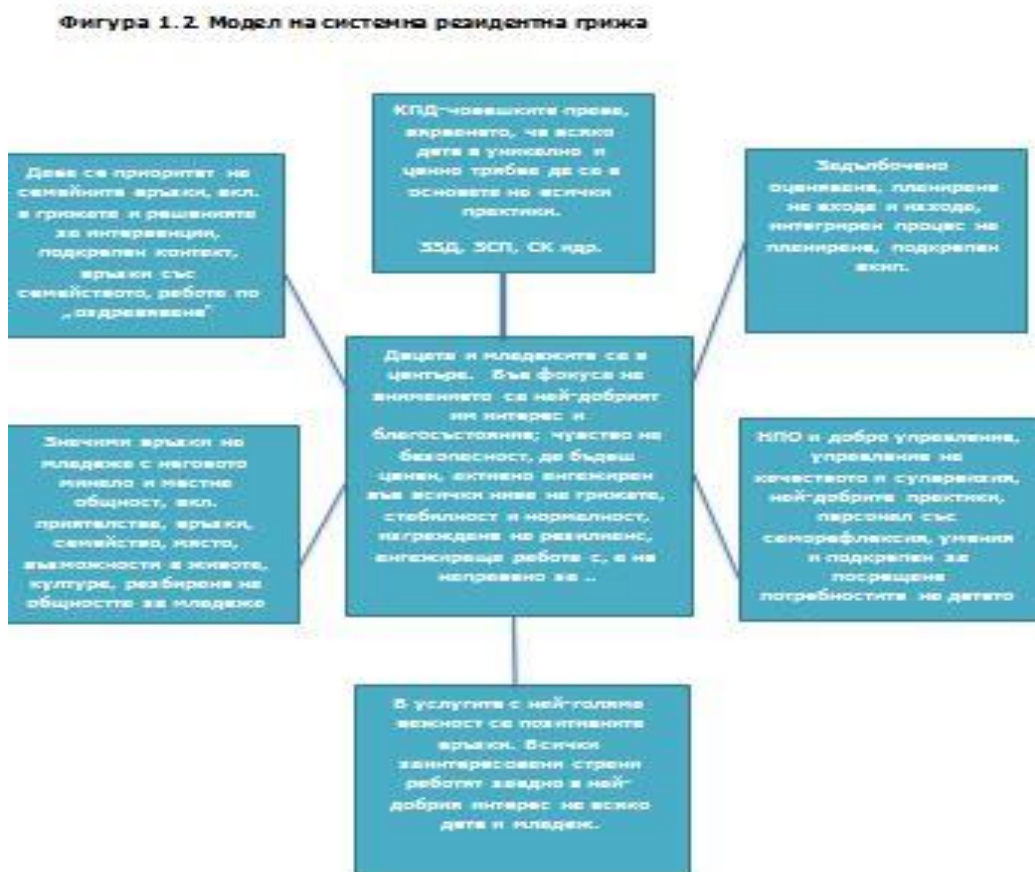 Фигура 1.2. Модел на системна резидентна грижа
КПД-човешките права,
вярването, че всяко
дете е уникално и
ценно трябва да са в
основата на всички
практики.
ЗЗД, ЗСП, СК идр.
Дава се приоритет на
семейните връзки, вкл.
в грижата и решенията
за интервенции,
подкрепен контакт,
връзки със
семейството, работа по
„оздравяване"
Задълбочено
оценяване, планиране
на входа и изхода,
интегриран процес на
планиране, подкрепен
екип.
Децата и младежите са в
центъра. Във фокуса на
вниманието са най-добрият
им интерес и
благосъстояние; чувство на
безопасност, да бъдеш
ценен, активно ангажиран
във всички нива на грижата,
стабилност и нормалност,
изграждане на резилианс,
ангажираща работа с, а не
направено за ..
Значими връзки на
младежа с неговото
минало и местна
общност, вкл.
приятелства, връзки,
семейство, място,
възможности в живота,
култура, разбиране на
общността за младежа
НПО и добро управление,
управление на
качеството и супервизия,
най-добрите практики,
персонал със
саморефлексия, умения
и подкрепен за
посрещане
потребностите на детето
В услугите с най-голяма
важност са позитивните
връзки. Всички
заинтересовани страни
работят заедно в най-
добрия интерес на всяко
дете и младеж.